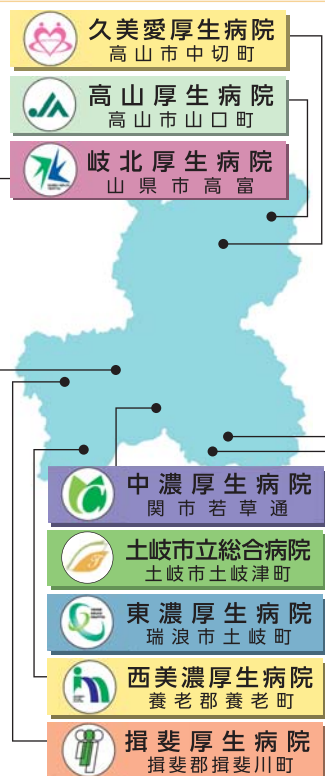 久美愛厚生病院
高山市中切町
JA
高山厚生病院
高山市山口町
岐北厚生病院
山県市高富
中濃厚生病院
関市若草通
土岐市立総合病院
土岐市土岐津町
東濃厚生病院
瑞浪市土岐町
西美濃厚生病院
養老郡養老町
揖斐厚生病院
揖斐郡揖斐川町